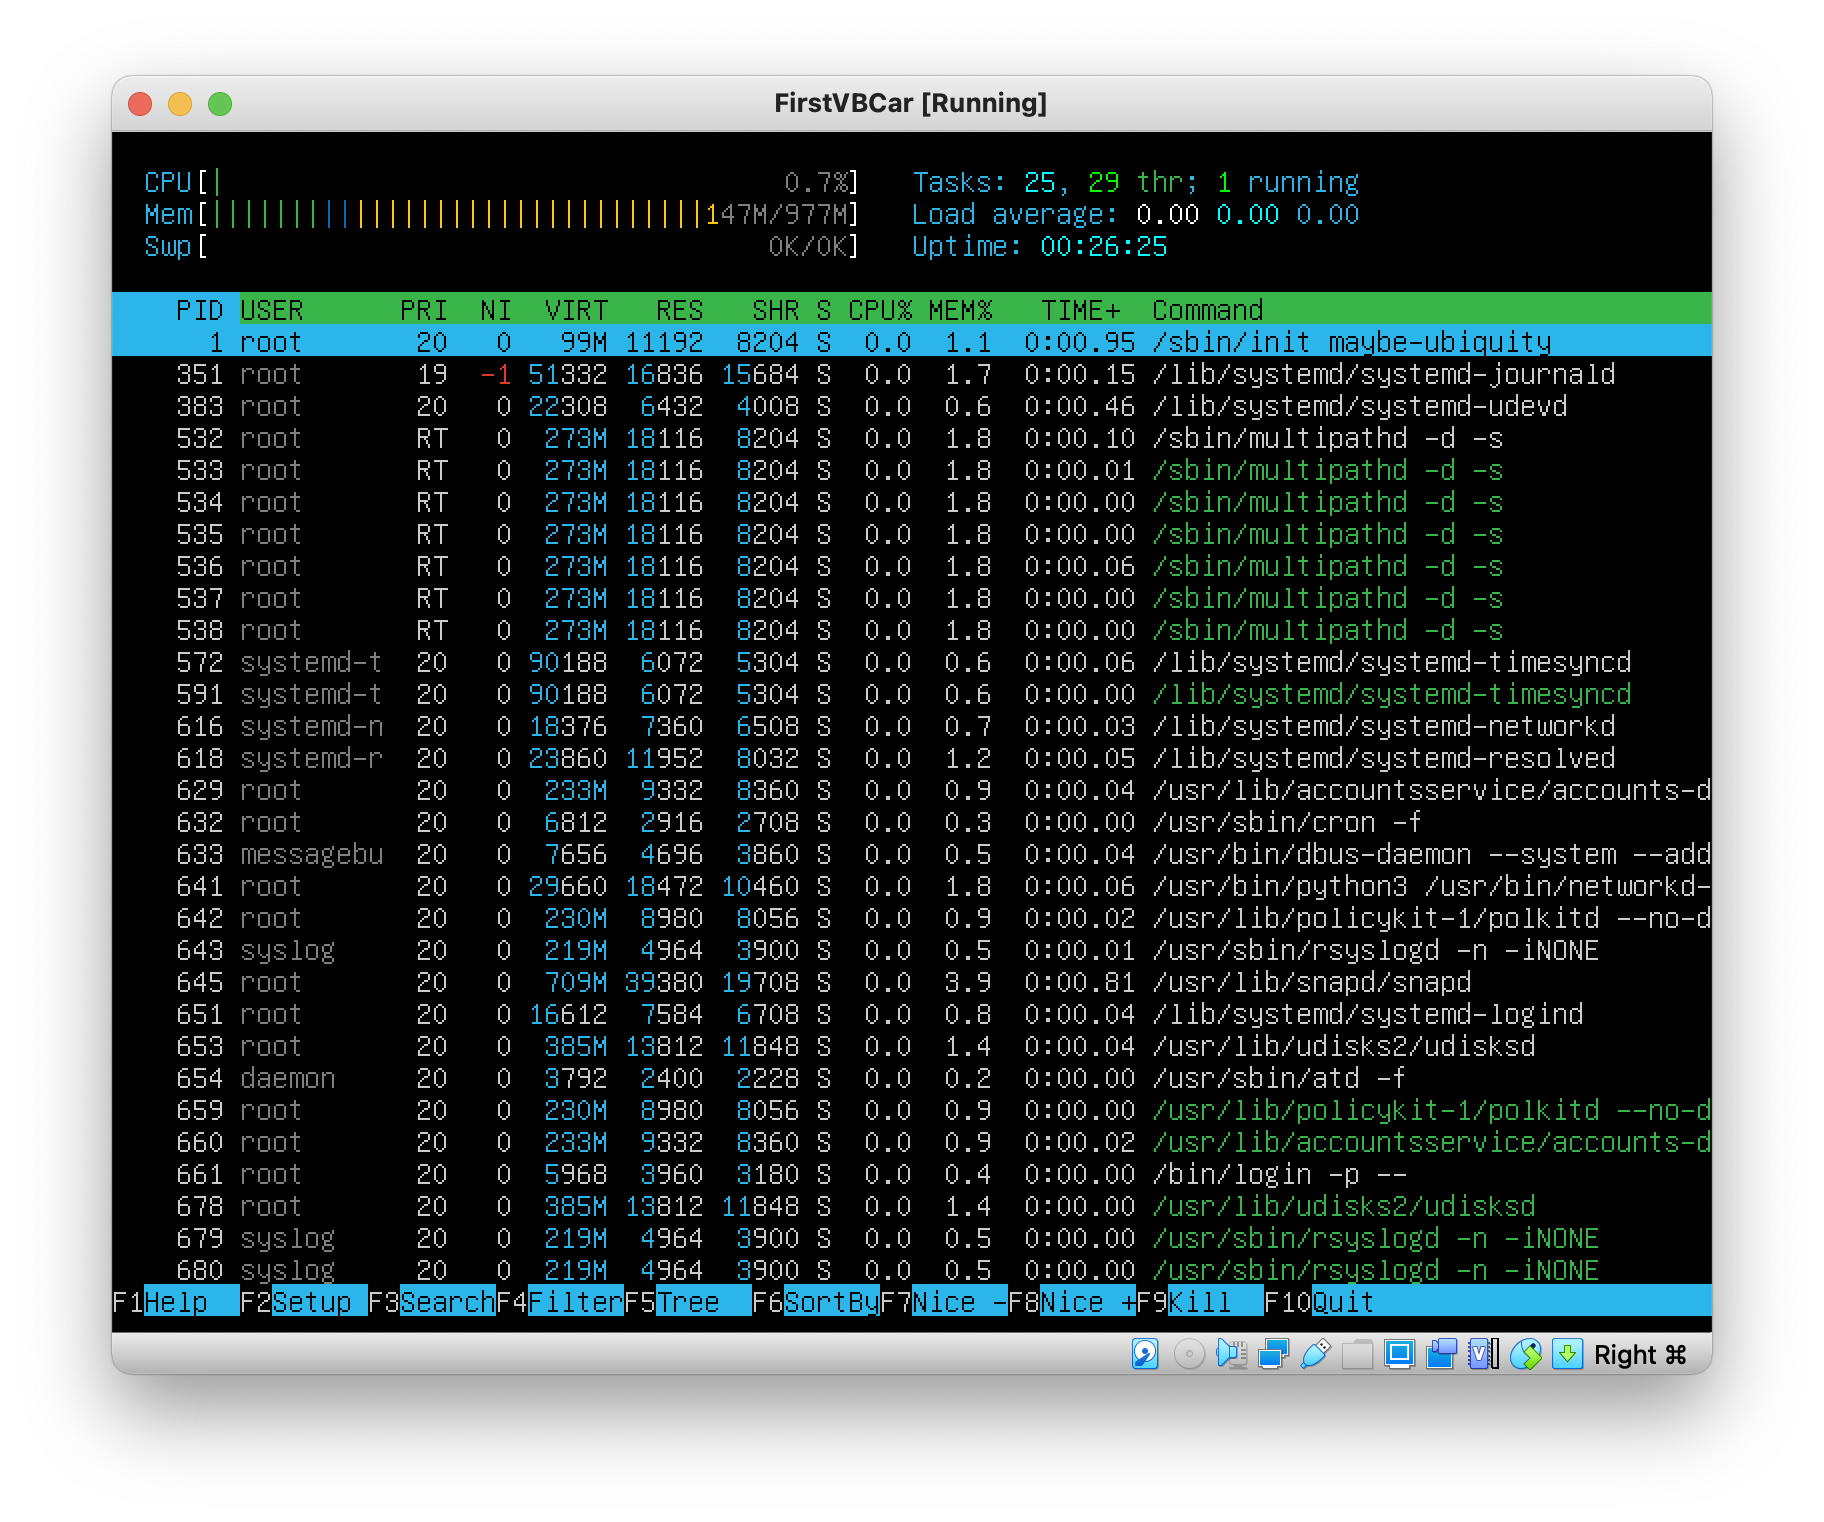 FirstVBCar [Running]
CPU[| 0.7%] Tasks: 25, 29 thr; 1 running
Mem[|||||||||||||||||||||||||||||||147M/977M] Load average: 0.00 0.00 0.00
Swp[ 0K/0K] Uptime: 00:26:25
PID USER PRI NI VIRT RES SHR S CPU% MEM% TIME+ Command
1 root 20 0 99M 11192 8204 S 0.0 1.1 0:00.95 /sbin/init maybe-ubiquity
351 root 19 -1 51332 16836 15684 S 0.0 1.7 0:00.15 /lib/systemd/systemd-journald
383 root 20 0 22308 6432 4008 S 0.0 0.6 0:00.46 /lib/systemd/systemd-udevd
532 root RT 0 273M 18116 8204 S 0.0 1.8 0:00.10 /sbin/multipathd -d -s
533 root RT 0 273M 18116 8204 S 0.0 1.8 0:00.01 /sbin/multipathd -d -s
534 root RT 0 273M 18116 8204 S 0.0 1.8 0:00.00 /sbin/multipathd -d -s
535 root RT 0 273M 18116 8204 S 0.0 1.8 0:00.00 /sbin/multipathd -d -s
536 root RT 0 273M 18116 8204 S 0.0 1.8 0:00.06 /sbin/multipathd -d -s
537 root RT 0 273M 18116 8204 S 0.0 1.8 0:00.00 /sbin/multipathd -d -s
538 root RT 0 273M 18116 8204 S 0.0 1.8 0:00.00 /sbin/multipathd -d -s
572 systemd-t 20 0 90188 6072 5304 S 0.0 0.6 0:00.06 /lib/systemd/systemd-timesyncd
591 systemd-t 20 0 90188 6072 5304 S 0.0 0.6 0:00.00 /lib/systemd/systemd-timesyncd
616 systemd-n 20 0 18376 7360 6508 S 0.0 0.7 0:00.03 /lib/systemd/systemd-networkd
618 systemd-r 20 0 23860 11952 8032 S 0.0 1.2 0:00.05 /lib/systemd/systemd-resolved
629 root 20 0 233M 9332 8360 S 0.0 0.9 0:00.04 /usr/lib/accountsservice/accounts-d
632 root 20 0 6812 2916 2708 S 0.0 0.3 0:00.00 /usr/sbin/cron -f
633 messagebu 20 0 7656 4696 3860 S 0.0 0.5 0:00.04 /usr/bin/dbus-daemon --system --add
641 root 20 0 29660 18472 10460 S 0.0 1.8 0:00.06 /usr/bin/python3 /usr/bin/networkd-
642 root 20 0 230M 8980 8056 S 0.0 0.9 0:00.02 /usr/lib/policykit-1/polkitd --no-d
643 syslog 20 0 219M 4964 3900 S 0.0 0.5 0:00.01 /usr/sbin/rsyslogd -n -iNONE
645 root 20 0 709M 39380 19708 S 0.0 3.9 0:00.81 /usr/lib/snapd/snapd
651 root 20 0 16612 7584 6708 S 0.0 0.8 0:00.04 /lib/systemd/systemd-logind
653 root 20 0 385M 13812 11848 S 0.0 1.4 0:00.04 /usr/lib/udisks2/udisksd
654 daemon 20 0 3792 2400 2228 S 0.0 0.2 0:00.00 /usr/sbin/atd -f
659 root 20 0 230M 8980 8056 S 0.0 0.9 0:00.00 /usr/lib/policykit-1/polkitd --no-d
660 root 20 0 233M 9332 8360 S 0.0 0.9 0:00.02 /usr/lib/accountsservice/accounts-d
661 root 20 0 5968 3960 3180 S 0.0 0.4 0:00.00 /bin/login -p --
678 root 20 0 385M 13812 11848 S 0.0 1.4 0:00.00 /usr/lib/udisks2/udisksd
679 syslog 20 0 219M 4964 3900 S 0.0 0.5 0:00.00 /usr/sbin/rsyslogd -n -iNONE
680 syslog 20 0 219M 4964 3900 S 0.0 0.5 0:00.00 /usr/sbin/rsyslogd -n -iNONE
F1Help F2Setup F3SearchF4FilterF5Tree F6SortByF7Nice -F8Nice +F9Kill F10Quit
V Right ⌘